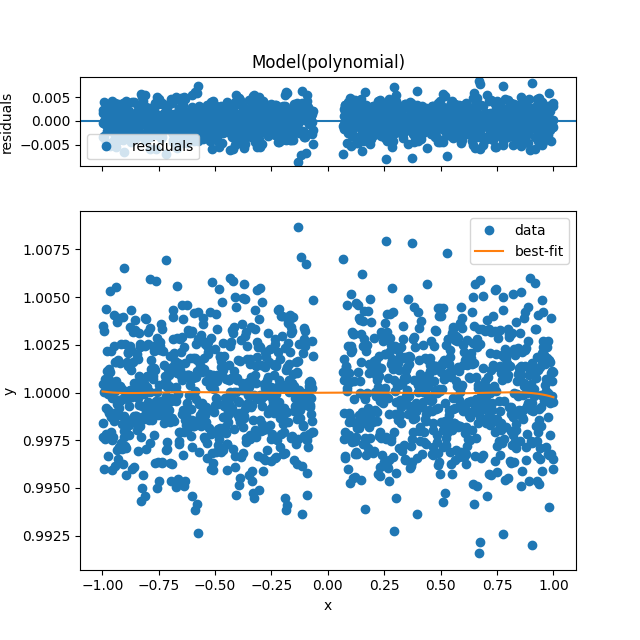 Model(polynomial)
residuals
0.005
0.000
−0.005
residuals
y
1.0075
1.0050
1.0025
1.0000
0.9975
0.9950
0.9925
data
best-fit
−1.00 −0.75 −0.50 −0.25 0.00 0.25 0.50 0.75 1.00
x